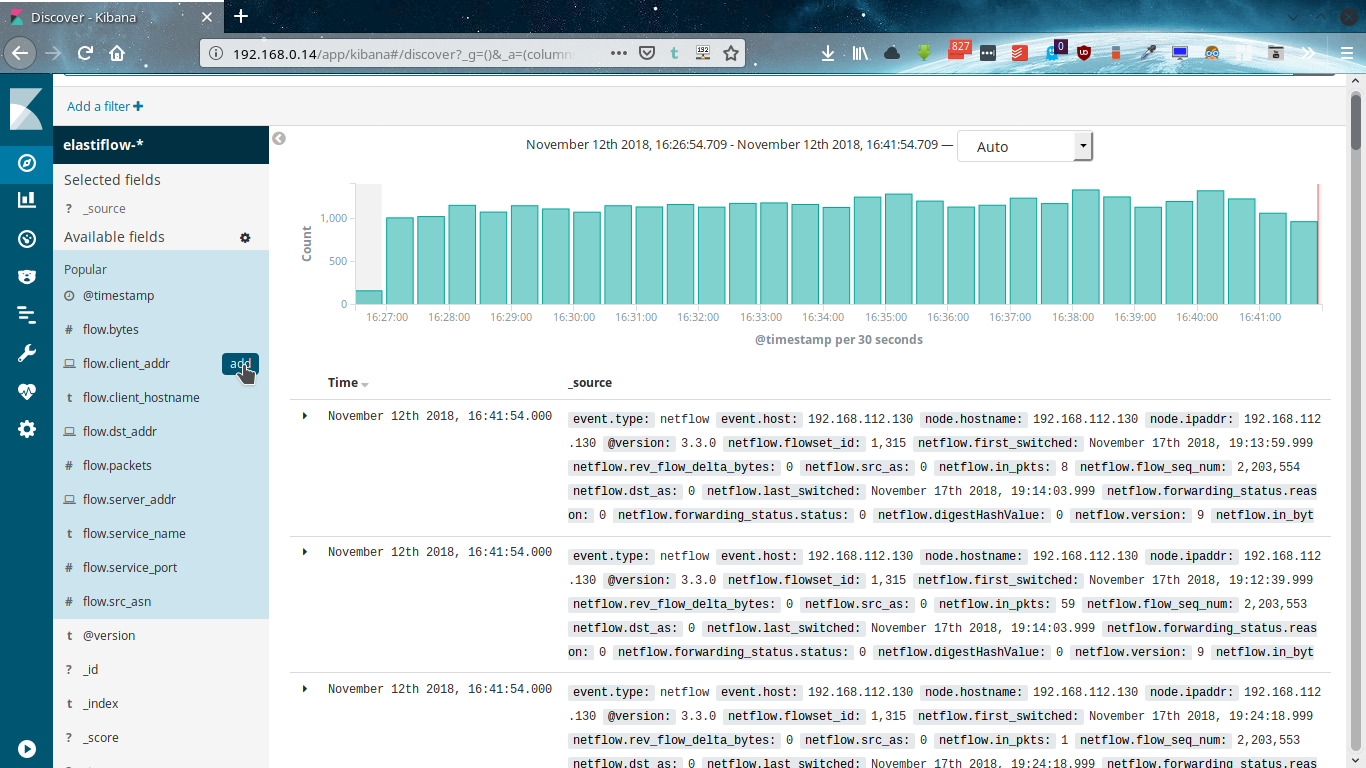 Discover - Kibana
192.168.0.14/app/kibana#/discover?_g=()&_a=(column
827
0
Add a filter
elastiflow-*
Selected fields
? _source
Available fields
Popular
@timestamp
# flow.bytes
flow.client_addr add
t flow.client_hostname
flow.dst_addr
# flow.packets
flow.server_addr
t flow.service_name
# flow.service_port
# flow.src_asn
t @version
? _id
t _index
? _score
November 12th 2018, 16:26:54.709 - November 12th 2018, 16:41:54.709 — Auto
Count
1,000
500
0
16:27:00 16:28:00 16:29:00 16:30:00 16:31:00 16:32:00 16:33:00 16:34:00 16:35:00 16:36:00 16:37:00 16:38:00 16:39:00 16:40:00 16:41:00
@timestamp per 30 seconds
Time _source
November 12th 2018, 16:41:54.000 event.type: netflow event.host: 192.168.112.130 node.hostname: 192.168.112.130 node.ipaddr: 192.168.112
.130 @version: 3.3.0 netflow.flowset_id: 1,315 netflow.first_switched: November 17th 2018, 19:13:59.999
netflow.rev_flow_delta_bytes: 0 netflow.src_as: 0 netflow.in_pkts: 8 netflow.flow_seq_num: 2,203,554
netflow.dst_as: 0 netflow.last_switched: November 17th 2018, 19:14:03.999 netflow.forwarding_status.reas
on: 0 netflow.forwarding_status.status: 0 netflow.digestHashValue: 0 netflow.version: 9 netflow.in_byt
November 12th 2018, 16:41:54.000 event.type: netflow event.host: 192.168.112.130 node.hostname: 192.168.112.130 node.ipaddr: 192.168.112
.130 @version: 3.3.0 netflow.flowset_id: 1,315 netflow.first_switched: November 17th 2018, 19:12:39.999
netflow.rev_flow_delta_bytes: 0 netflow.src_as: 0 netflow.in_pkts: 59 netflow.flow_seq_num: 2,203,553
netflow.dst_as: 0 netflow.last_switched: November 17th 2018, 19:14:03.999 netflow.forwarding_status.reas
on: 0 netflow.forwarding_status.status: 0 netflow.digestHashValue: 0 netflow.version: 9 netflow.in_byt
November 12th 2018, 16:41:54.000 event.type: netflow event.host: 192.168.112.130 node.hostname: 192.168.112.130 node.ipaddr: 192.168.112
.130 @version: 3.3.0 netflow.flowset_id: 1,315 netflow.first_switched: November 17th 2018, 19:24:18.999
netflow.rev_flow_delta_bytes: 0 netflow.src_as: 0 netflow.in_pkts: 1 netflow.flow_seq_num: 2,203,552
netflow.dst_as: 0 netflow.last_switched: November 17th 2018, 19:24:18.999 netflow.forwarding_status.reas